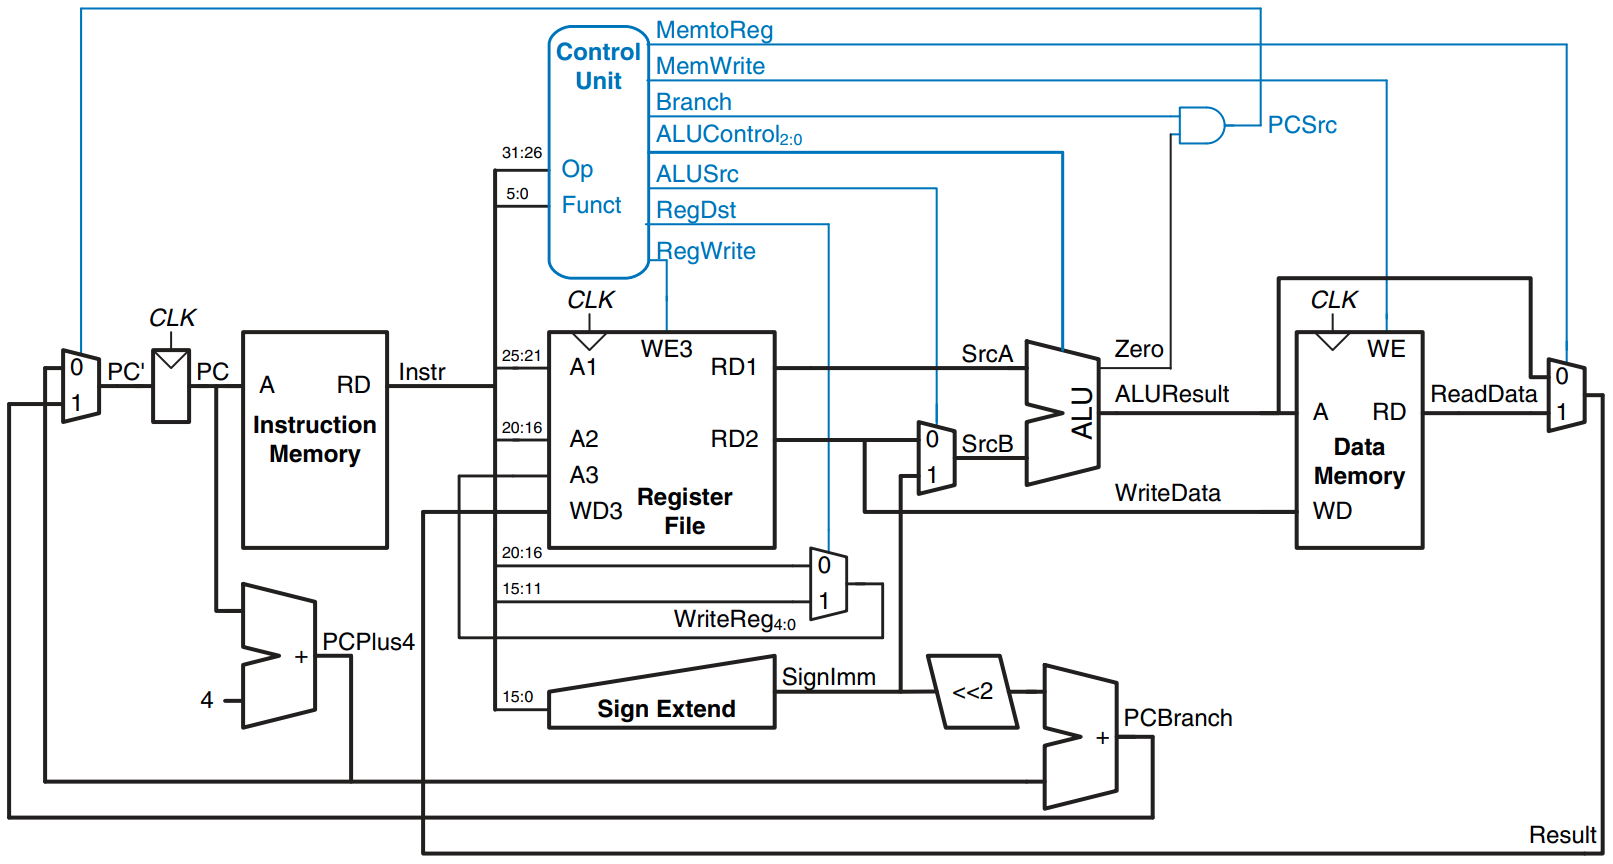 MemtoReg
Control
Unit
MemWrite
Branch
ALUControl2:0
PCSrc
31:26
Op
ALUSrc
5:0
Funct
RegDst
RegWrite
CLK
CLK
CLK
0
1
PC'
PC
A
RD
Instruction
Memory
Instr
25:21
A1
WE3
RD1
20:16
A2
RD2
A3
WD3
Register
File
SrcA
0
1
SrcB
ALU
Zero
ALUResult
WriteData
WE
A
RD
Data
Memory
WD
ReadData
0
1
20:16
0
15:11
1
WriteReg4:0
PCPlus4
+
4
15:0
Sign Extend
SignImm
<<2
PCBranch
+
Result